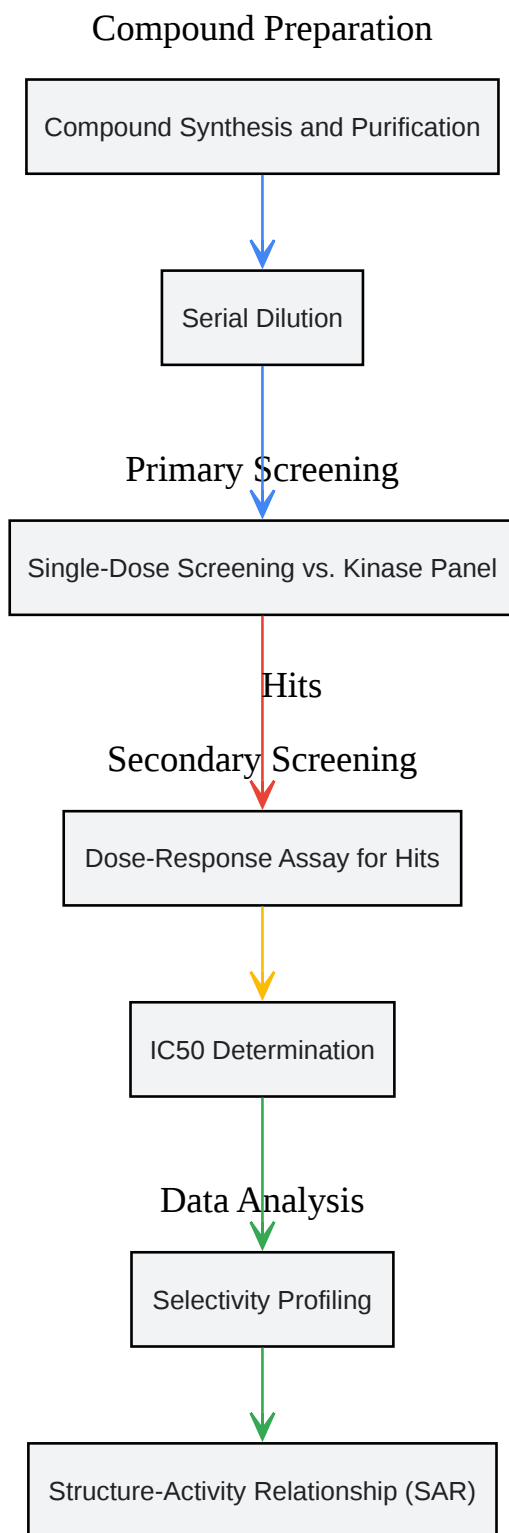 Compound Preparation
Compound Synthesis and Purification
Serial Dilution
Primary Screening
Single-Dose Screening vs. Kinase Panel
Hits
Secondary Screening
Dose-Response Assay for Hits
IC50 Determination
Data Analysis
Selectivity Profiling
Structure-Activity Relationship (SAR)